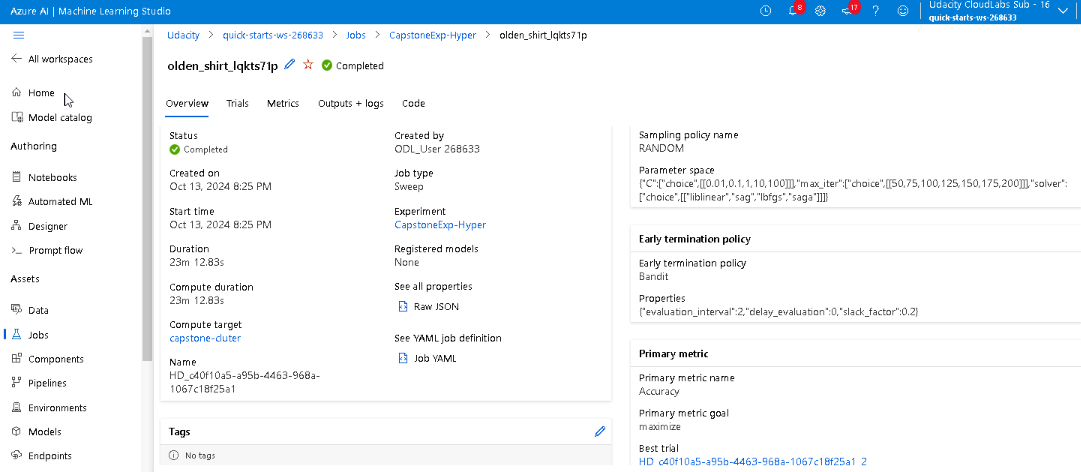 Azure AI | Machine Learning Studio
8
17
?
Udacity CloudLabs Sub - 16
quick-starts-ws-268633
All workspaces
Home
Model catalog
Authoring
Notebooks
Automated ML
Designer
Prompt flow
Assets
Data
Jobs
Components
Pipelines
Environments
Models
Endpoints
Udacity > quick-starts-ws-268633 > Jobs > CapstoneExp-Hyper > olden_shirt_lqkts71p
olden_shirt_lqkts71p Completed
Overview Trials Metrics Outputs + logs Code
Status
Completed
Created on
Oct 13, 2024 8:25 PM
Start time
Oct 13, 2024 8:25 PM
Duration
23m 12.83s
Compute duration
23m 12.83s
Compute target
capstone-cluter
Name
HD_c40f10a5-a95b-4463-968a-
1067c18f25a1
Created by
ODL_User 268633
Job type
Sweep
Experiment
CapstoneExp-Hyper
Registered models
None
See all properties
Raw JSON
See YAML job definition
Job YAML
Tags
No tags
Sampling policy name
RANDOM
Parameter space
{"C":["choice",[[0.01,0.1,1,10,100]]],"max_iter":["choice",[[50,75,100,125,150,175,200]]],"solver":
["choice",[["liblinear","sag","lbfgs","saga"]]]}
Early termination policy
Early termination policy
Bandit
Properties
{"evaluation_interval":2,"delay_evaluation":0,"slack_factor":0.2}
Primary metric
Primary metric name
Accuracy
Primary metric goal
maximize
Best trial
HD_c40f10a5-a95b-4463-968a-1067c18f25a1_2